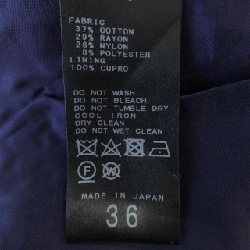 FABRIC
37% COTTON
29% RAYON
26% NYLON
8% POLYESTER
LINING
100% CUPRO
DO NOT WASH
DO NOT BLEACH
DO NOT TUMBLE DRY
COOL IRON
DRY CLEAN
DO NOT WET CLEAN
MADE IN JAPAN
36